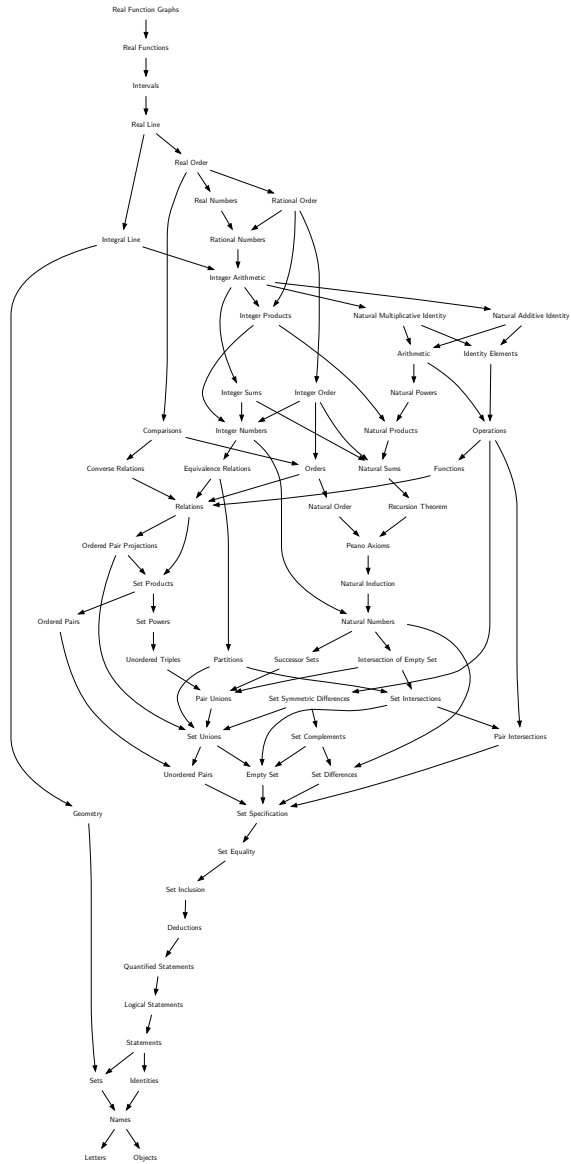 Real Function Graphs
Real Functions
Intervals
Real Line
Real Order
Real Numbers
Rational Order
Integral Line
Rational Numbers
Integer Arithmetic
Integer Products
Natural Multiplicative Identity
Natural Additive Identity
Arithmetic
Identity Elements
Integer Sums
Integer Order
Natural Powers
Comparisons
Integer Numbers
Natural Products
Operations
Converse Relations
Equivalence Relations
Orders
Natural Sums
Functions
Relations
Natural Order
Recursion Theorem
Ordered Pair Projections
Peano Axioms
Set Products
Natural Induction
Ordered Pairs
Set Powers
Natural Numbers
Unordered Triples
Partitions
Successor Sets
Intersection of Empty Set
Pair Unions
Set Symmetric Differences
Set Intersections
Set Unions
Set Complements
Pair Intersections
Unordered Pairs
Empty Set
Set Differences
Geometry
Set Specification
Set Equality
Set Inclusion
Deductions
Quantified Statements
Logical Statements
Statements
Sets
Identities
Names
Letters
Objects